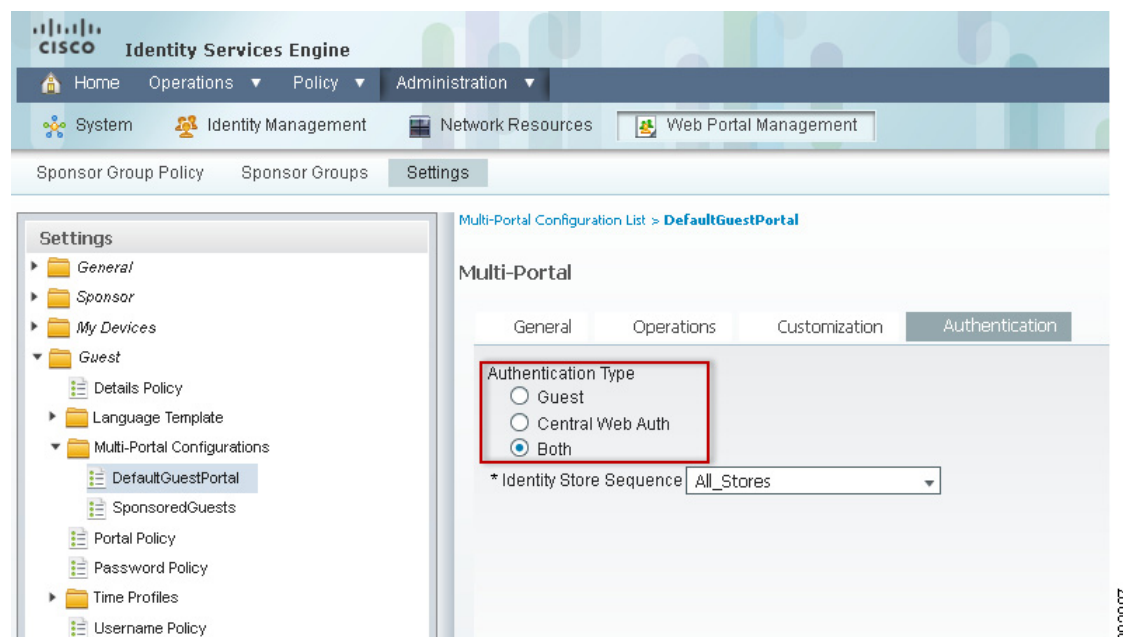 CISCO Identity Services Engine
Home Operations Policy Administration
System Identity Management Network Resources Web Portal Management
Sponsor Group Policy Sponsor Groups Settings
Settings
General
Sponsor
My Devices
Guest
Details Policy
Language Template
Multi-Portal Configurations
DefaultGuestPortal
SponsoredGuests
Portal Policy
Password Policy
Time Profiles
Username Policy
Multi-Portal Configuration List > DefaultGuestPortal
Multi-Portal
General Operations Customization Authentication
Authentication Type
Guest
Central Web Auth
Both
* Identity Store Sequence All_Stores